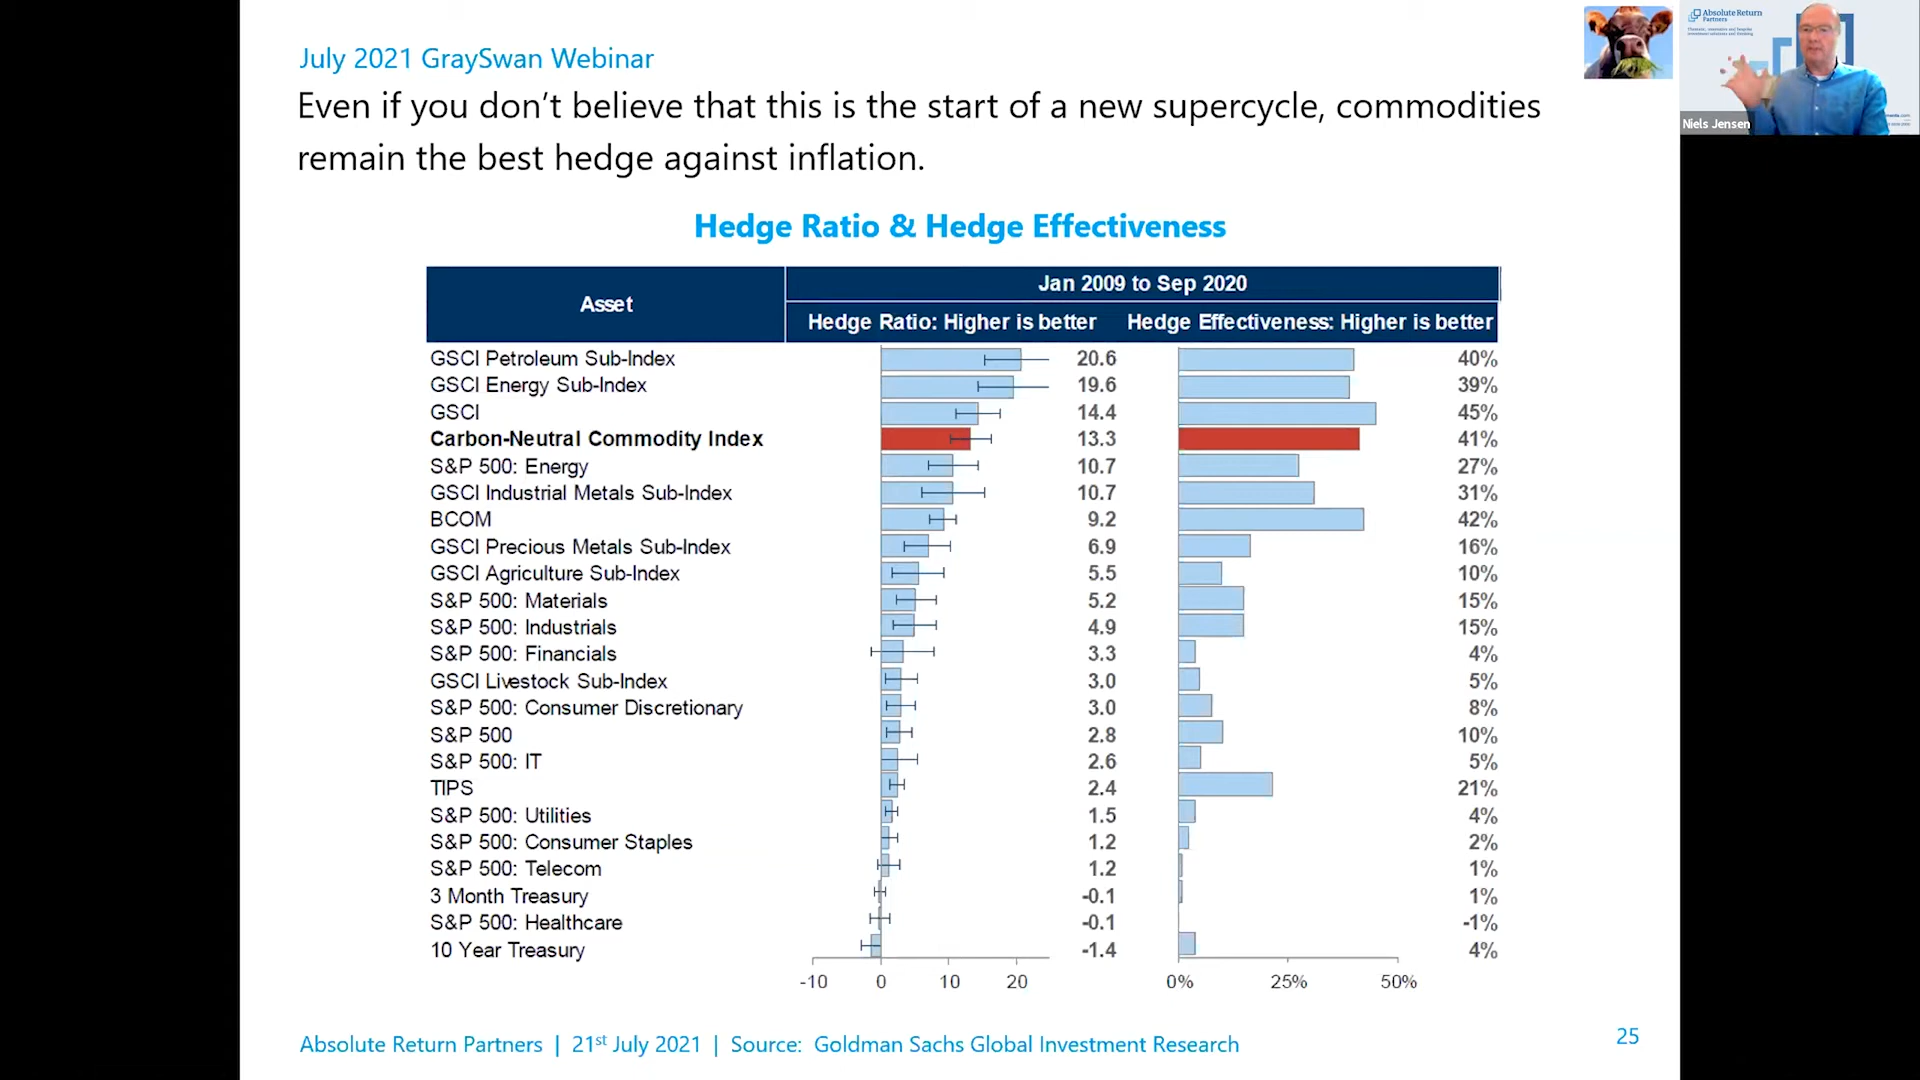 July 2021 GraySwan Webinar
Even if you don’t believe that this is the start of a new supercycle, commodities
remain the best hedge against inflation.
Absolute Return
Partners
Niels Jensen
Hedge Ratio & Hedge Effectiveness
Asset
Jan 2009 to Sep 2020
Hedge Ratio: Higher is better Hedge Effectiveness: Higher is better
GSCI Petroleum Sub-Index 20.6 40%
GSCI Energy Sub-Index 19.6 39%
GSCI 14.4 45%
Carbon-Neutral Commodity Index 13.3 41%
S&P 500: Energy 10.7 27%
GSCI Industrial Metals Sub-Index 10.7 31%
BCOM 9.2 42%
GSCI Precious Metals Sub-Index 6.9 16%
GSCI Agriculture Sub-Index 5.5 10%
S&P 500: Materials 5.2 15%
S&P 500: Industrials 4.9 15%
S&P 500: Financials 3.3 4%
GSCI Livestock Sub-Index 3.0 5%
S&P 500: Consumer Discretionary 3.0 8%
S&P 500 2.8 10%
S&P 500: IT 2.6 5%
TIPS 2.4 21%
S&P 500: Utilities 1.5 4%
S&P 500: Consumer Staples 1.2 2%
S&P 500: Telecom 1.2 1%
3 Month Treasury -0.1 1%
S&P 500: Healthcare -0.1 -1%
10 Year Treasury -1.4 4%
-10 0 10 20 0% 25% 50%
Absolute Return Partners | 21st July 2021 | Source: Goldman Sachs Global Investment Research
25